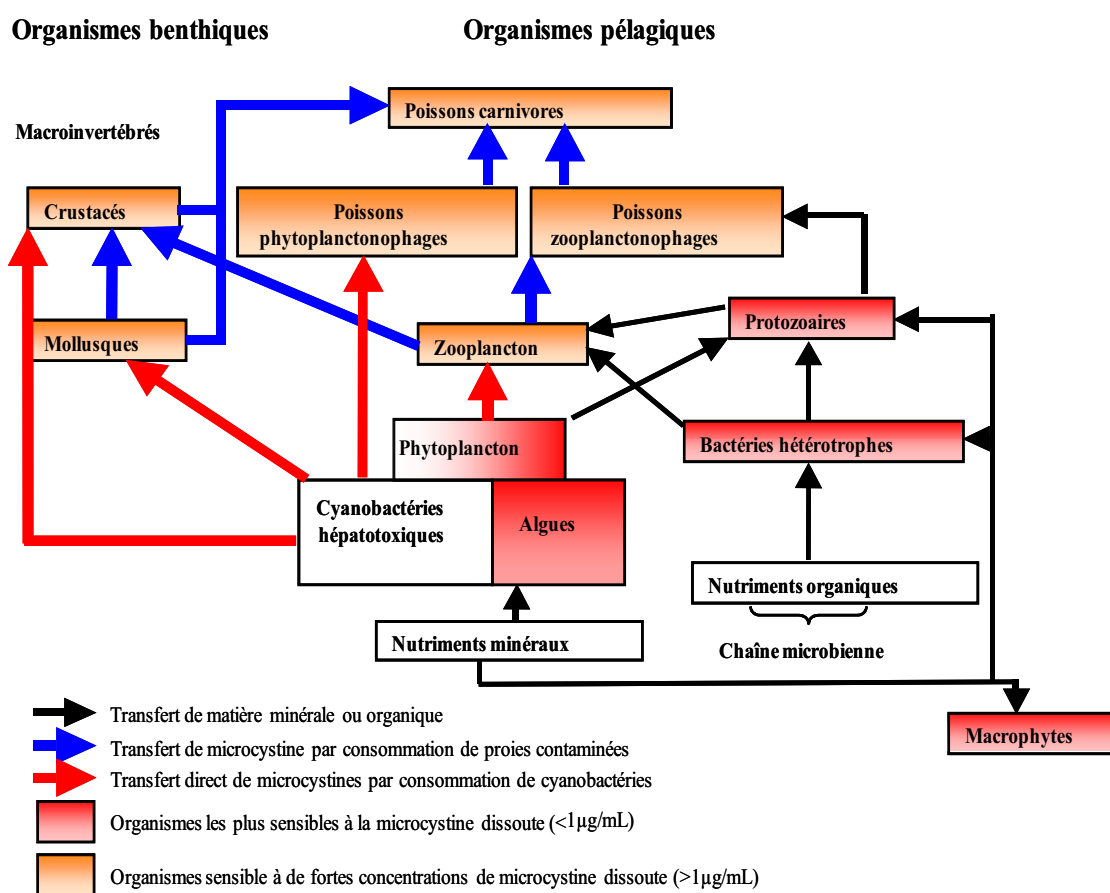 Organismes benthiques
Organismes pélagiques
Poissons carnivores
Macroinvertébrés
Crustacés
Poissons
phytoplanctonophages
Poissons
zooplanctonophages
Protozoaires
Mollusques
Zooplancton
Phytoplancton
Bactéries hétérotrophes
Cyanobactéries
hépatotoxiques
Algues
Nutriments organiques
Nutriments minéraux
Chaîne microbienne
Macrophytes
Transfert de matière minérale ou organique
Transfert de microcystine par consommation de proies contaminées
Transfert direct de microcystines par consommation de cyanobactéries
Organismes les plus sensibles à la microcystine dissoute (<1µg/mL)
Organismes sensible à de fortes concentrations de microcystine dissoute (>1µg/mL)